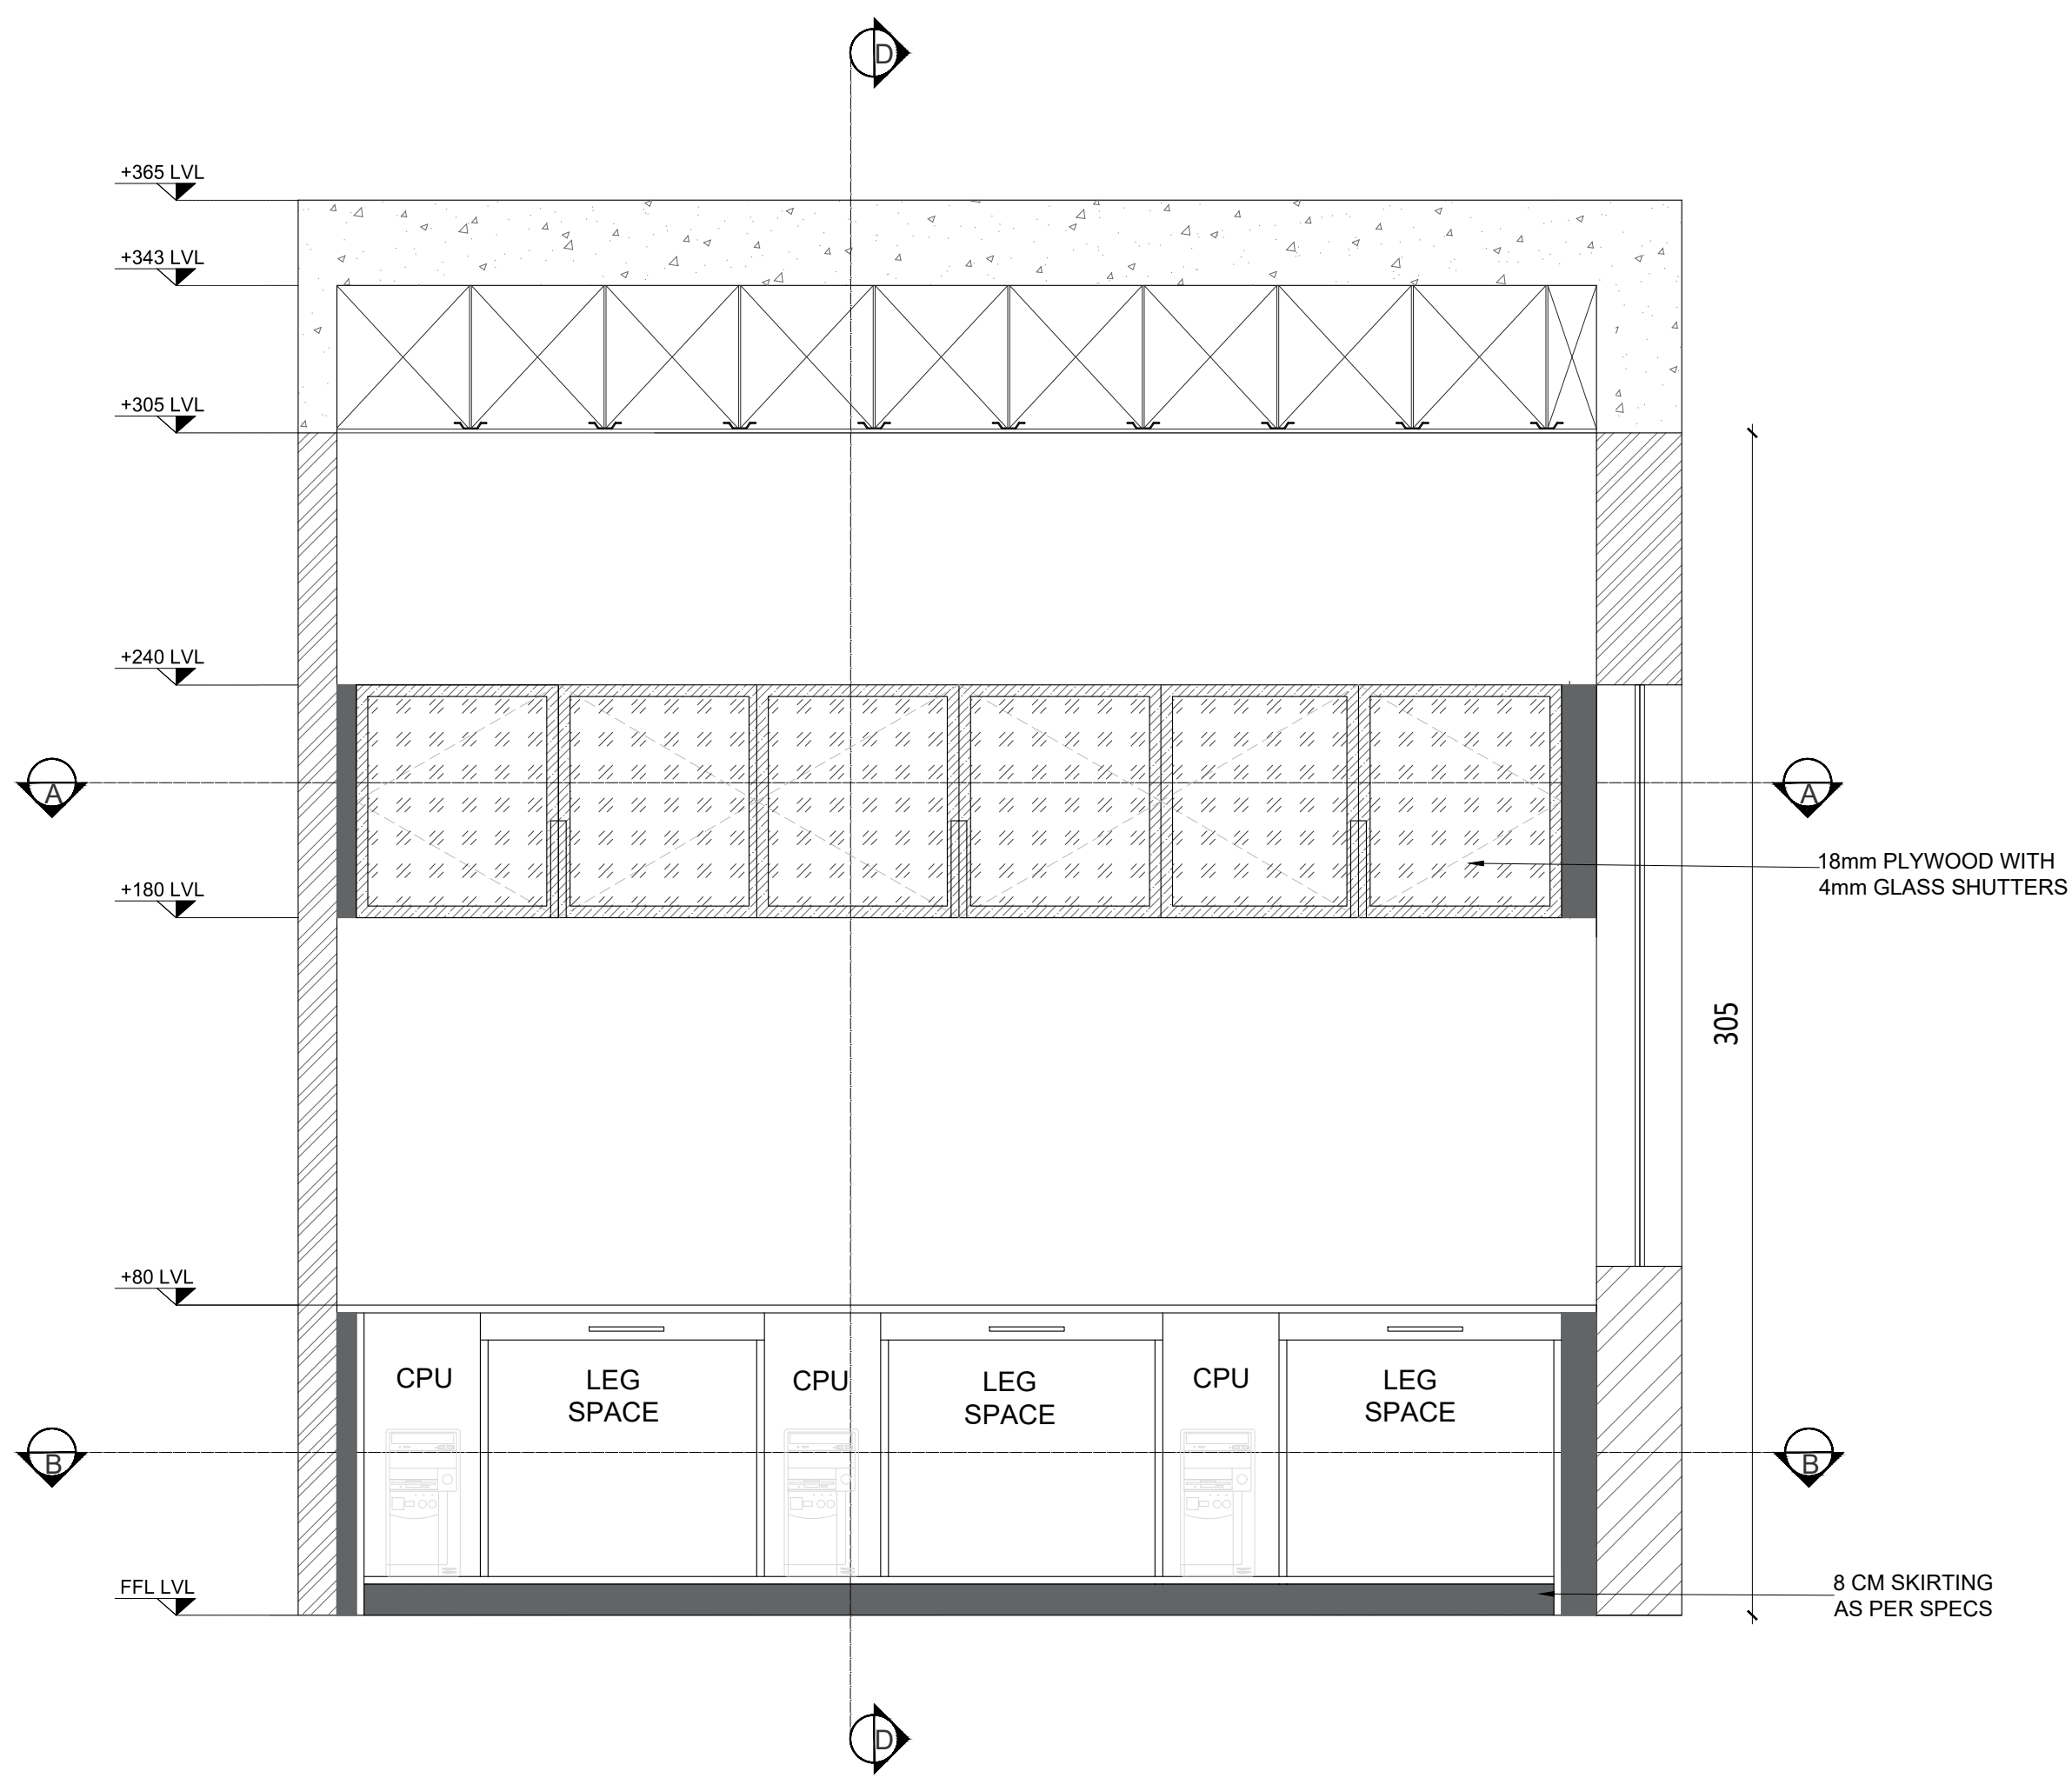 D
+365 LVL
+343 LVL
+305 LVL
+240 LVL
A
A
18mm PLYWOOD WITH
4mm GLASS SHUTTERS
+180 LVL
305
+80 LVL
CPU
LEG
SPACE
CPU
LEG
SPACE
CPU
LEG
SPACE
B
B
FFL LVL
8 CM SKIRTING
AS PER SPECS
D